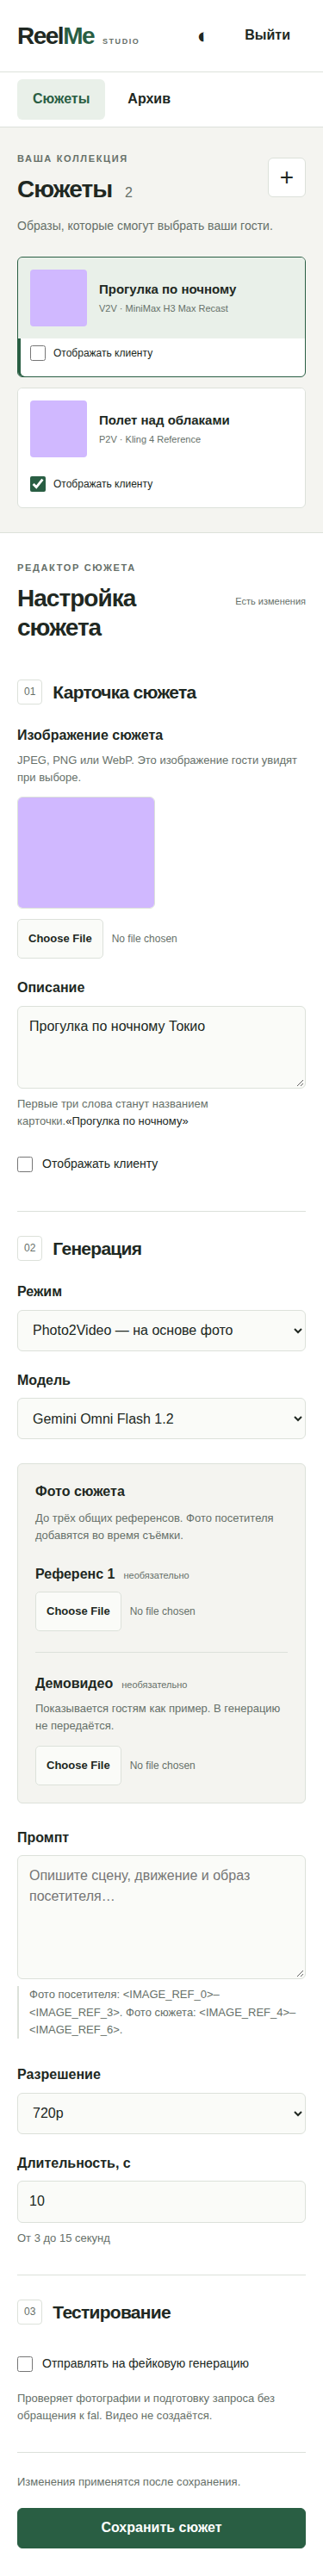 ReelMe STUDIO
Выйти
Сюжеты Архив
ВАША КОЛЛЕКЦИЯ
Сюжеты 2
+
Образы, которые смогут выбрать ваши гости.
Прогулка по ночному
V2V · MiniMax H3 Max Recast
Отображать клиенту
Полет над облаками
P2V · Kling 4 Reference
Отображать клиенту
РЕДАКТОР СЮЖЕТА
Настройка
сюжета
Есть изменения
01 Карточка сюжета
Изображение сюжета
JPEG, PNG или WebP. Это изображение гости увидят
при выборе.
Choose File No file chosen
Описание
Прогулка по ночному Токио
Первые три слова станут названием
карточки.«Прогулка по ночному»
Отображать клиенту
02 Генерация
Режим
Photo2Video — на основе фото
Модель
Gemini Omni Flash 1.2
Фото сюжета
До трёх общих референсов. Фото посетителя
добавятся во время съёмки.
Референс 1 необязательно
Choose File No file chosen
Демовидео необязательно
Показывается гостям как пример. В генерацию
не передаётся.
Choose File No file chosen
Промпт
Опишите сцену, движение и образ
посетителя…
Фото посетителя: <IMAGE_REF_0>–
<IMAGE_REF_3>. Фото сюжета: <IMAGE_REF_4>–
<IMAGE_REF_6>.
Разрешение
720p
Длительность, с
10
От 3 до 15 секунд
03 Тестирование
Отправлять на фейковую генерацию
Проверяет фотографии и подготовку запроса без
обращения к fal. Видео не создаётся.
Изменения применятся после сохранения.
Сохранить сюжет